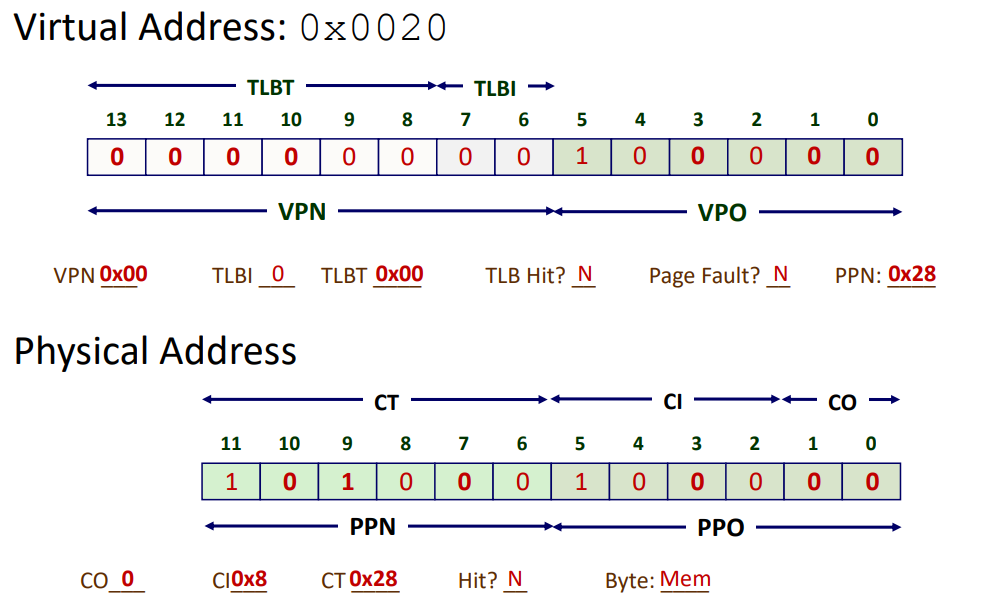 Virtual Address: 0x0020
TLBT TLBI
13 12 11 10 9 8 7 6 5 4 3 2 1 0
0 0 0 0 0 0 0 0 1 0 0 0 0 0
VPN VPO
VPN 0x00 TLBI 0 TLBT 0x00 TLB Hit? N Page Fault? N PPN: 0x28
Physical Address
CT CI CO
11 10 9 8 7 6 5 4 3 2 1 0
1 0 1 0 0 0 1 0 0 0 0 0
PPN PPO
CO 0 CI 0x8 CT 0x28 Hit? N Byte: Mem